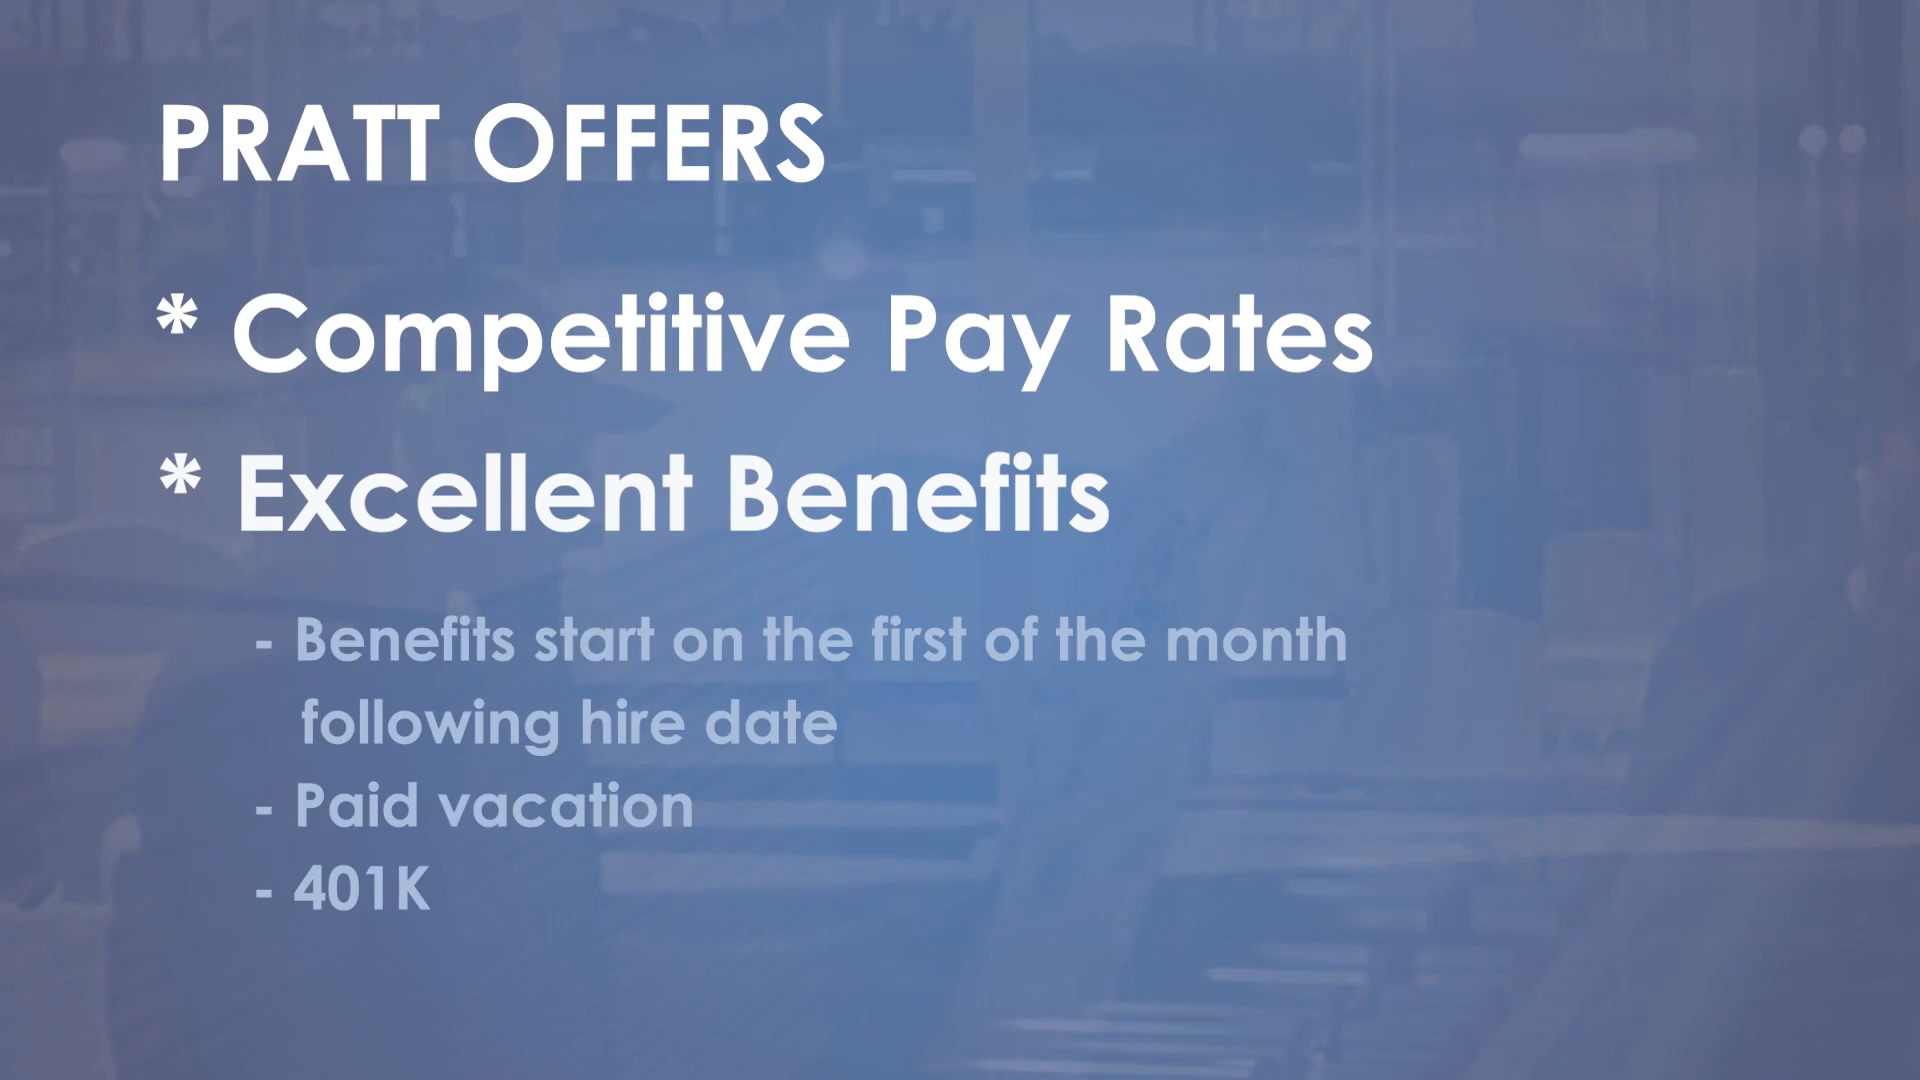 PRATT OFFERS
* Competitive Pay Rates
* Excellent Benefits
- Benefits start on the first of the month
following hire date
- Paid vacation
- 401K